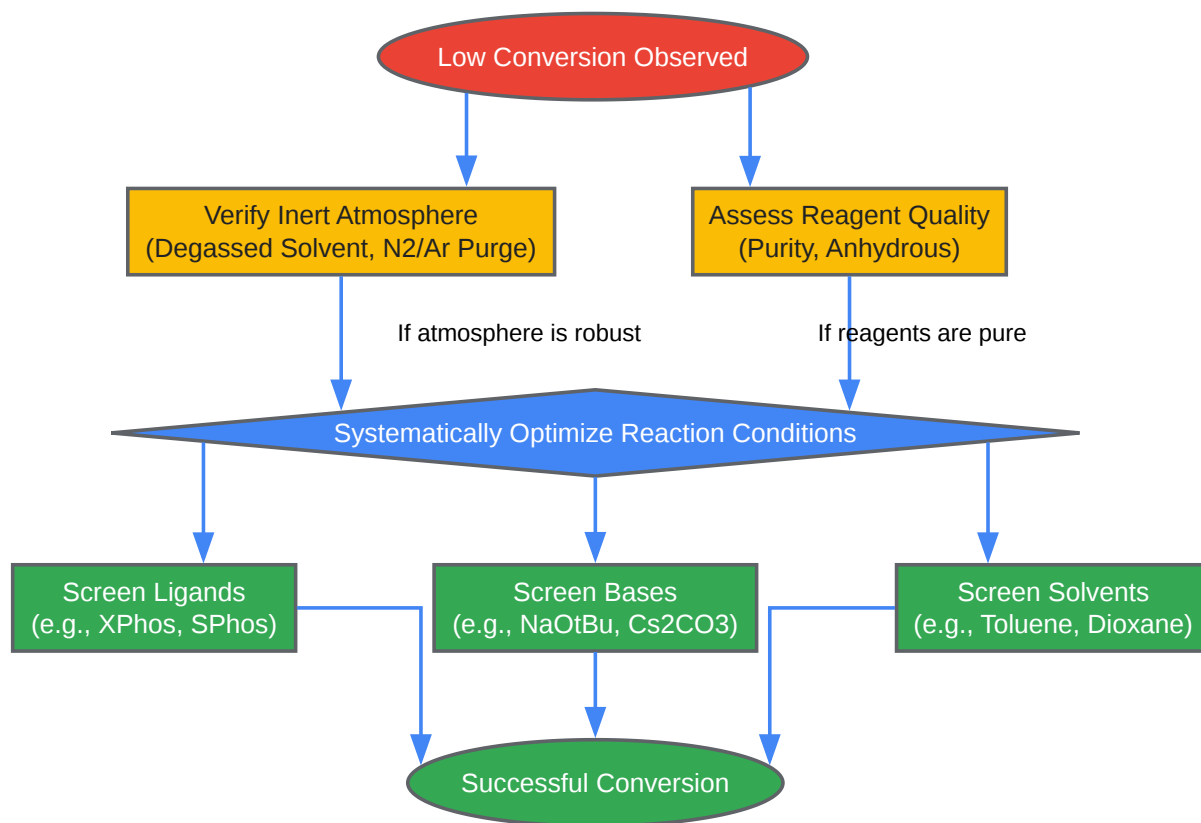 Low Conversion Observed
Verify Inert Atmosphere
(Degassed Solvent, N2/Ar Purge)
Assess Reagent Quality
(Purity, Anhydrous)
If atmosphere is robust
If reagents are pure
Systematically Optimize Reaction Conditions
Screen Ligands
(e.g., XPhos, SPhos)
Screen Bases
(e.g., NaOtBu, Cs2CO3)
Screen Solvents
(e.g., Toluene, Dioxane)
Successful Conversion